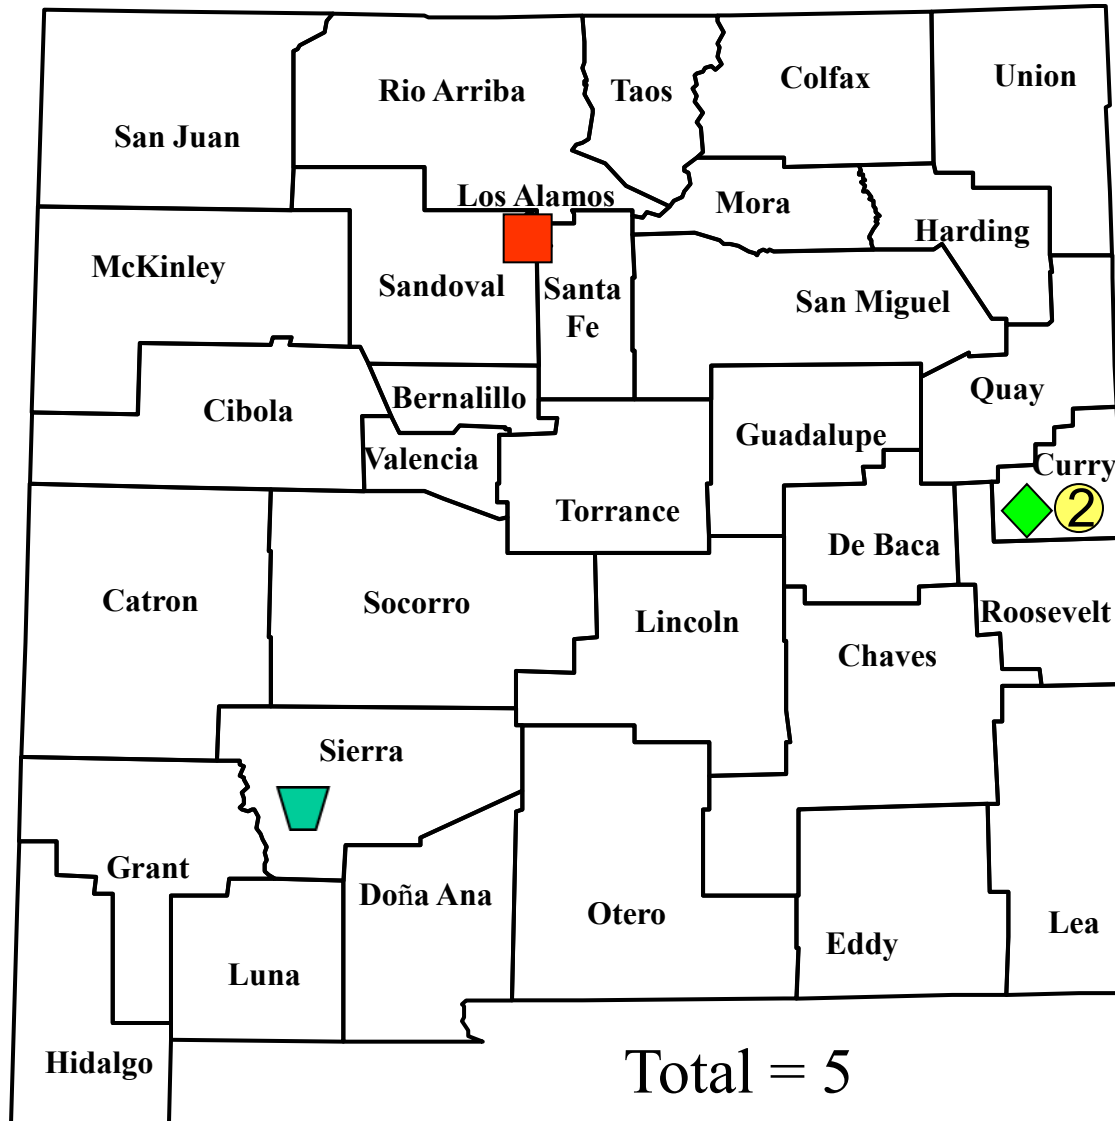 Rio Arriba
Taos
Colfax
Union
San Juan
Los Alamos
Mora
Harding
McKinley
Sandoval
Santa
Fe
San Miguel
Cibola
Bernalillo
Quay
Guadalupe
Valencia
Curry
Torrance
2
De Baca
Catron
Socorro
Lincoln
Roosevelt
Chaves
Sierra
Grant
Doña Ana
Otero
Eddy
Lea
Luna
Hidalgo
Total = 5